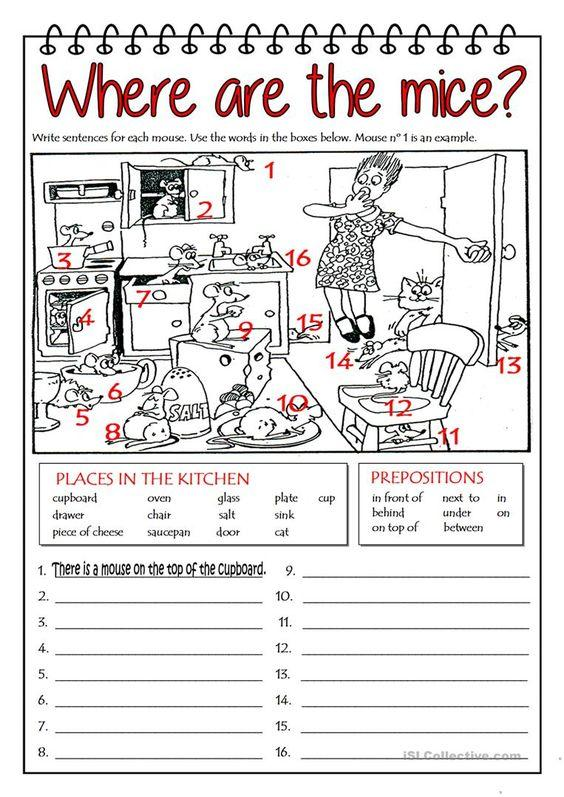 Where are the mice?
Write sentences for each mouse. Use the words in the boxes below. Mouse nº 1 is an example.
1
2
16
3
4
7
15
9
14
13
6
5
8
SALT
10
12
11
PLACES IN THE KITCHEN
cupboard oven glass plate cup
drawer chair salt sink
piece of cheese saucepan door cat
PREPOSITIONS
in front of next to in
behind under on
on top of between
1. There is a mouse on the top of the cupboard.
2.
3.
4.
5.
6.
7.
8.
9.
10.
11.
12.
13.
14.
15.
16.
iSLCollective.com